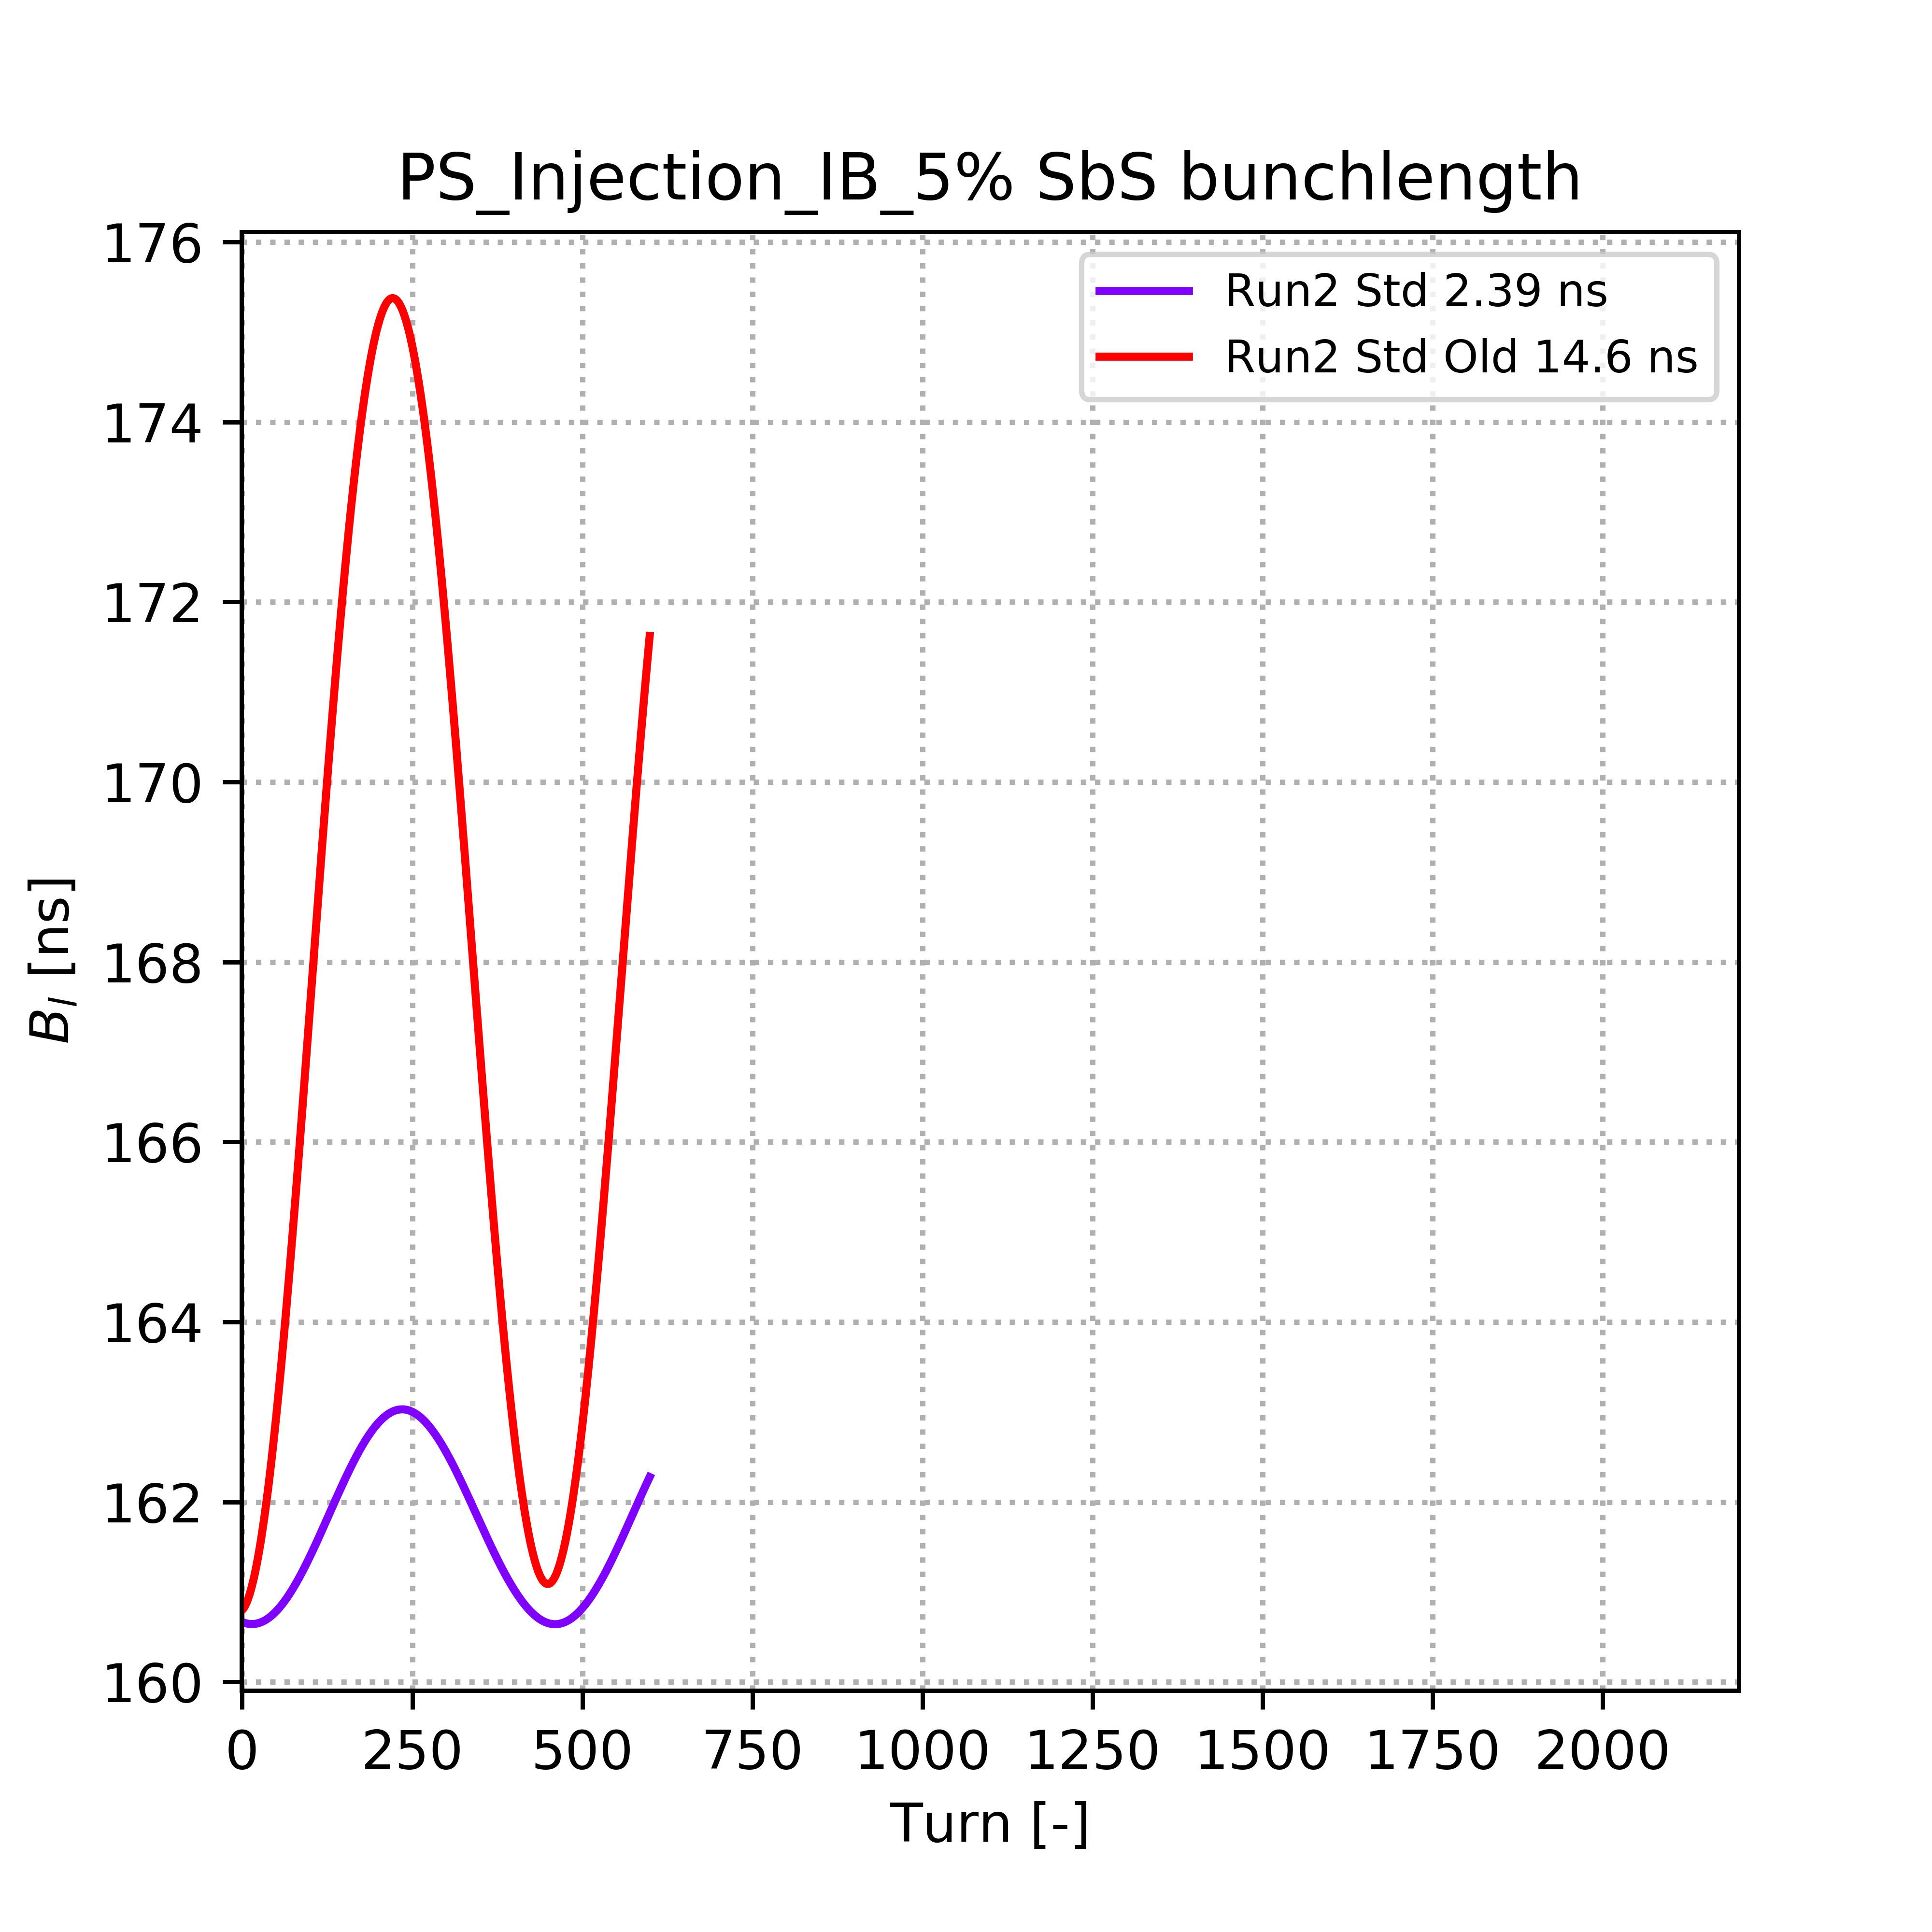 PS_Injection_IB_5% SbS bunchlength
Run2 Std 2.39 ns
Run2 Std Old 14.6 ns
176
174
172
170
168
166
164
162
160
B_l [ns]
0 250 500 750 1000 1250 1500 1750 2000
Turn [-]